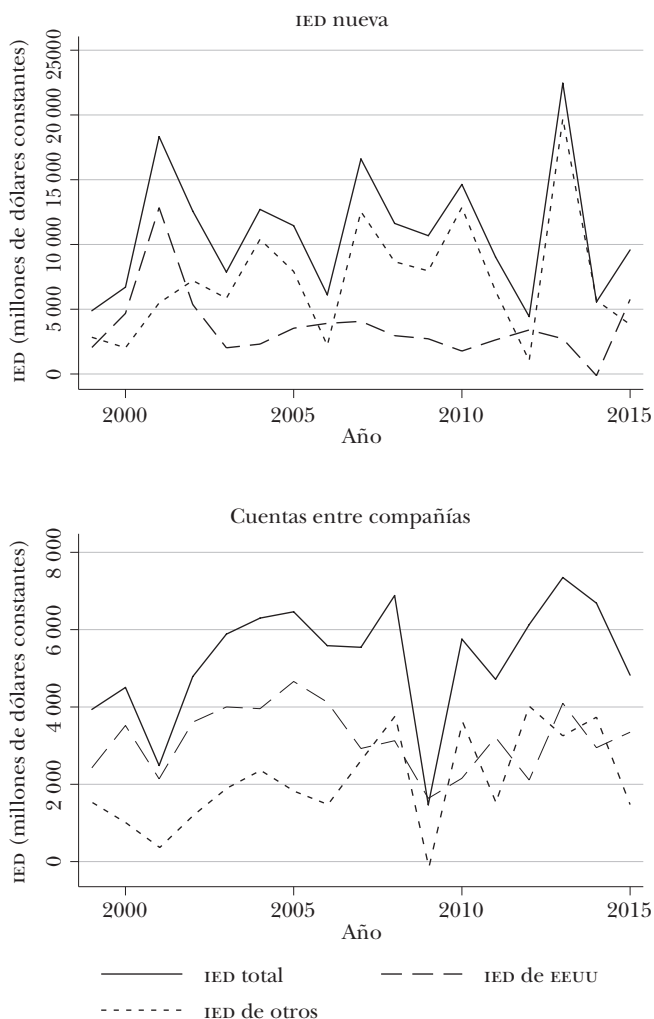 IED nueva
IED (millones de dólares constantes)
25000
20 000
15 000
10 000
5 000
0
2000 2005 2010 2015
Año
Cuentas entre compañías
IED (millones de dólares constantes)
8 000
6 000
4 000
2 000
0
2000 2005 2010 2015
Año
IED total IED de EEUU
IED de otros